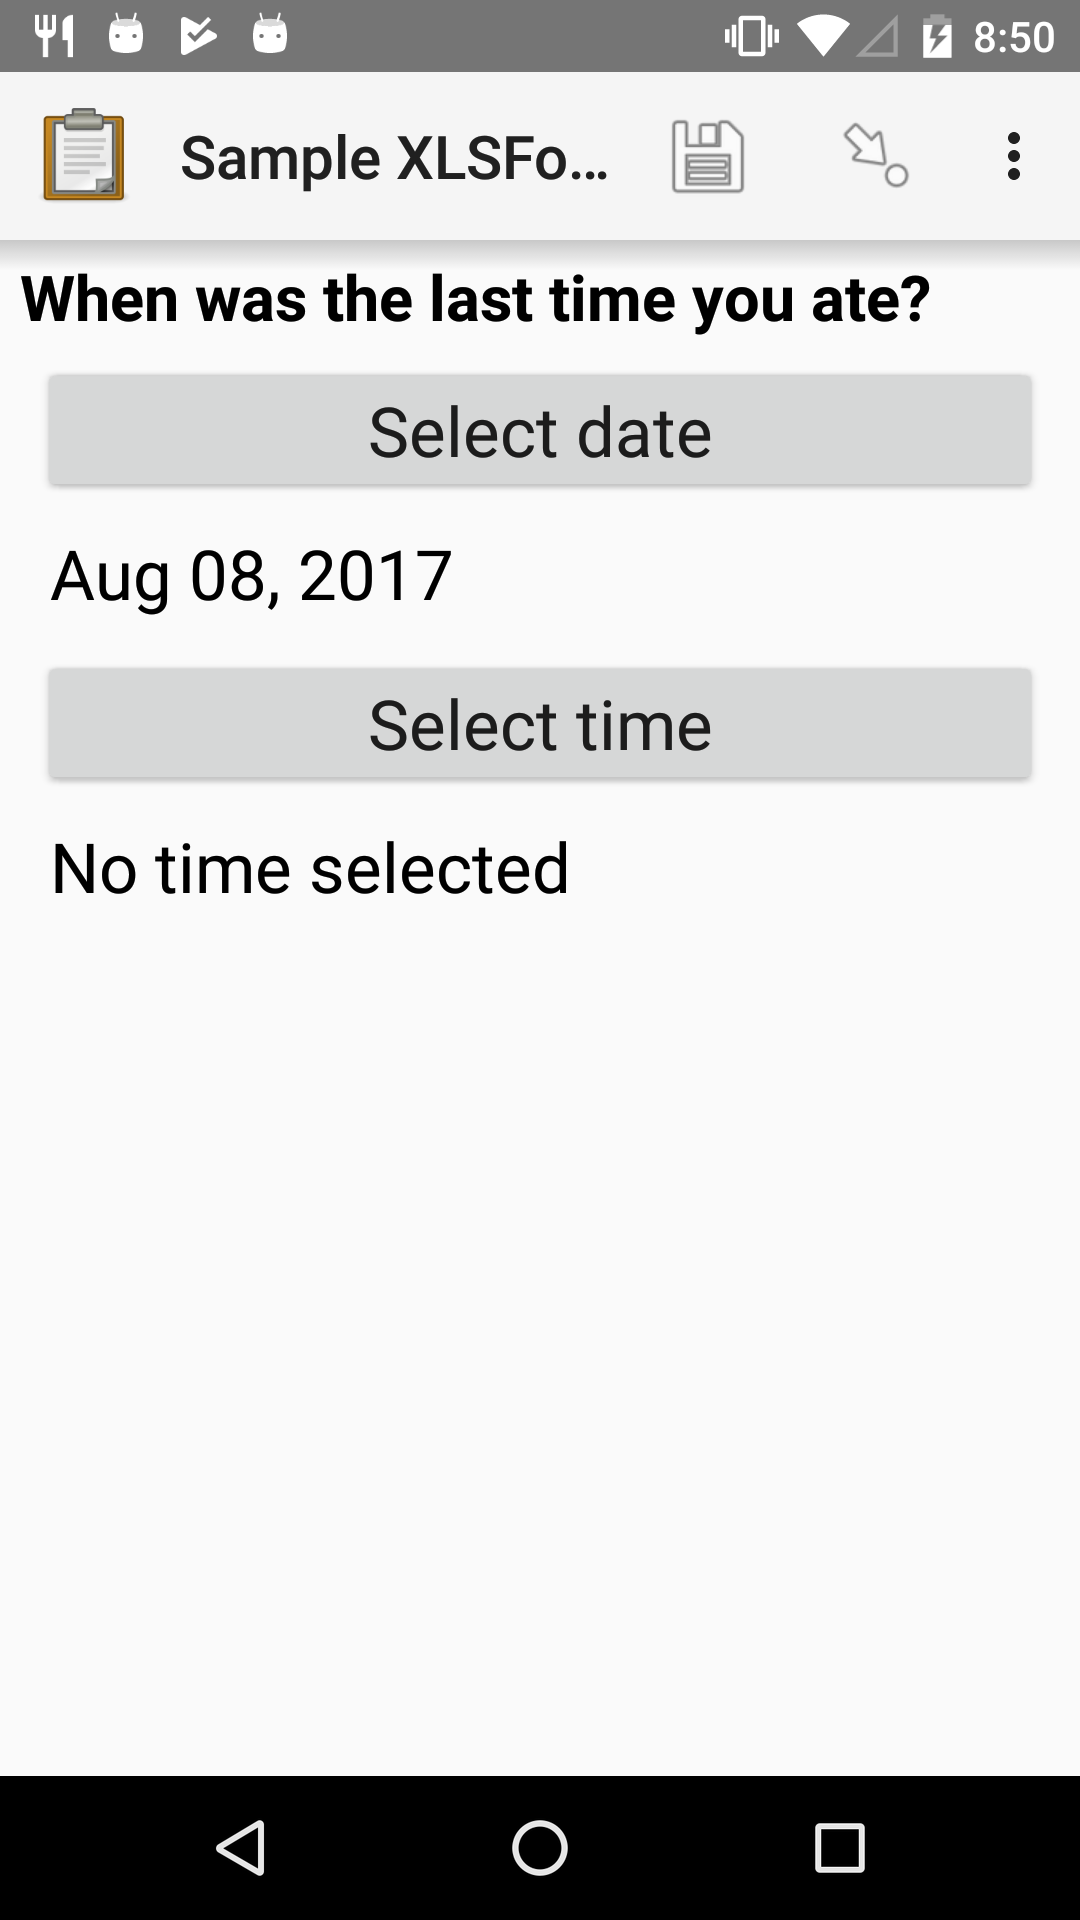 8:50
Sample XLSFo...
When was the last time you ate?
Select date
Aug 08, 2017
Select time
No time selected